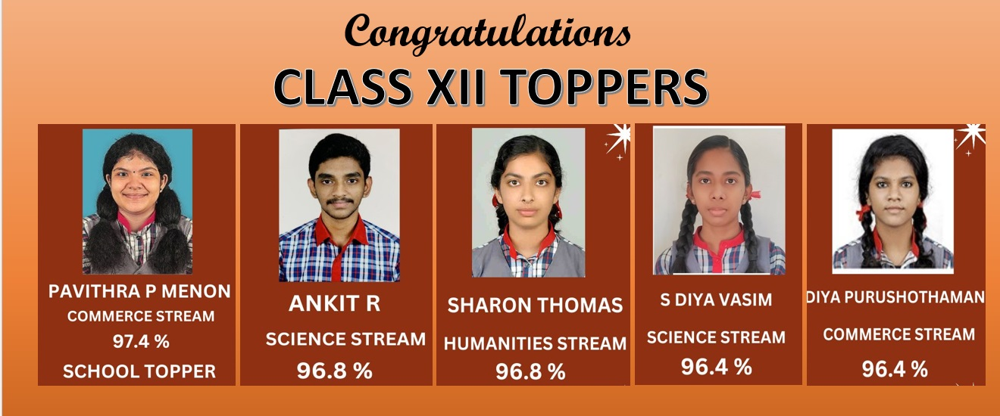 Congratulations
CLASS XII TOPPERS
PAVITHRA P MENON
COMMERCE STREAM
97.4 %
SCHOOL TOPPER
ANKIT R
SCIENCE STREAM
96.8 %
SHARON THOMAS
HUMANITIES STREAM
96.8 %
S DIYA VASIM
SCIENCE STREAM
96.4 %
DIYA PURUSHOTHAMAN
COMMERCE STREAM
96.4 %